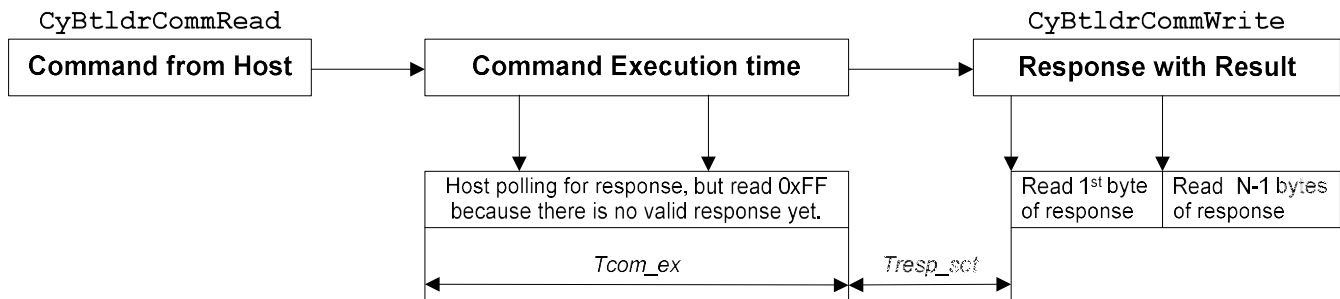 CyBtldrCommRead
CyBtldrCommWrite
Command from Host
Command Execution time
Response with Result
Host polling for response, but read 0xFF
because there is no valid response yet.
Read 1st byte
of response
Read N-1 bytes
of response
Tcom_ex
Tresp_sct